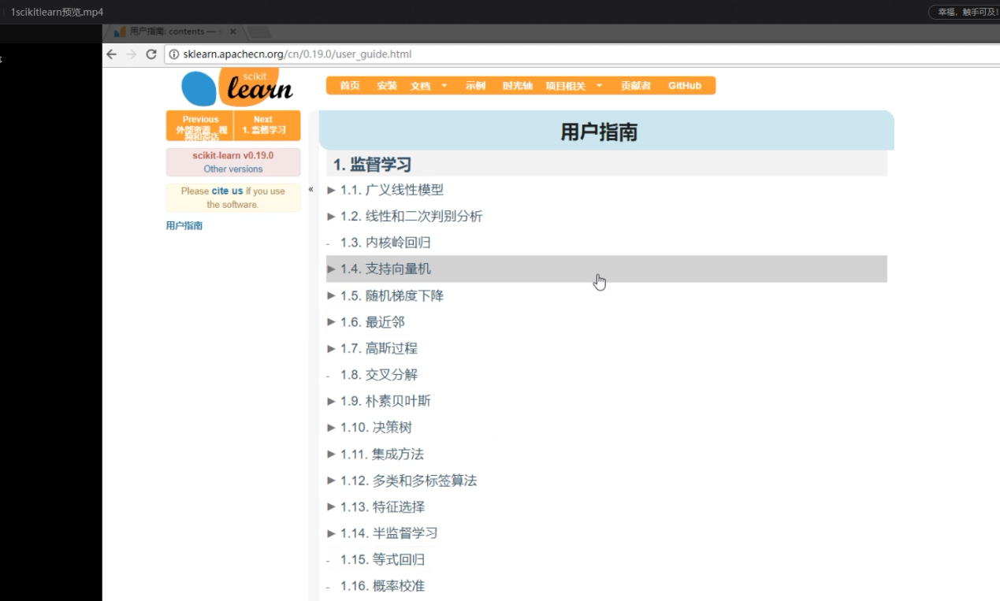 1scikitlearn预览.mp4
幸福，触手可及!
用户指南: contents —
sklearn.apachecn.org/cn/0.19.0/user_guide.html
scikit
learn
首页 安装 文档 示例 时光轴 项目相关 贡献者 GitHub
Previous
外部资源，视
频和谈话
Next
1. 监督学习
scikit-learn v0.19.0
Other versions
Please cite us if you use
the software.
用户指南
«
用户指南
1. 监督学习
1.1. 广义线性模型
1.2. 线性和二次判别分析
1.3. 内核岭回归
1.4. 支持向量机
1.5. 随机梯度下降
1.6. 最近邻
1.7. 高斯过程
1.8. 交叉分解
1.9. 朴素贝叶斯
1.10. 决策树
1.11. 集成方法
1.12. 多类和多标签算法
1.13. 特征选择
1.14. 半监督学习
1.15. 等式回归
1.16. 概率校准